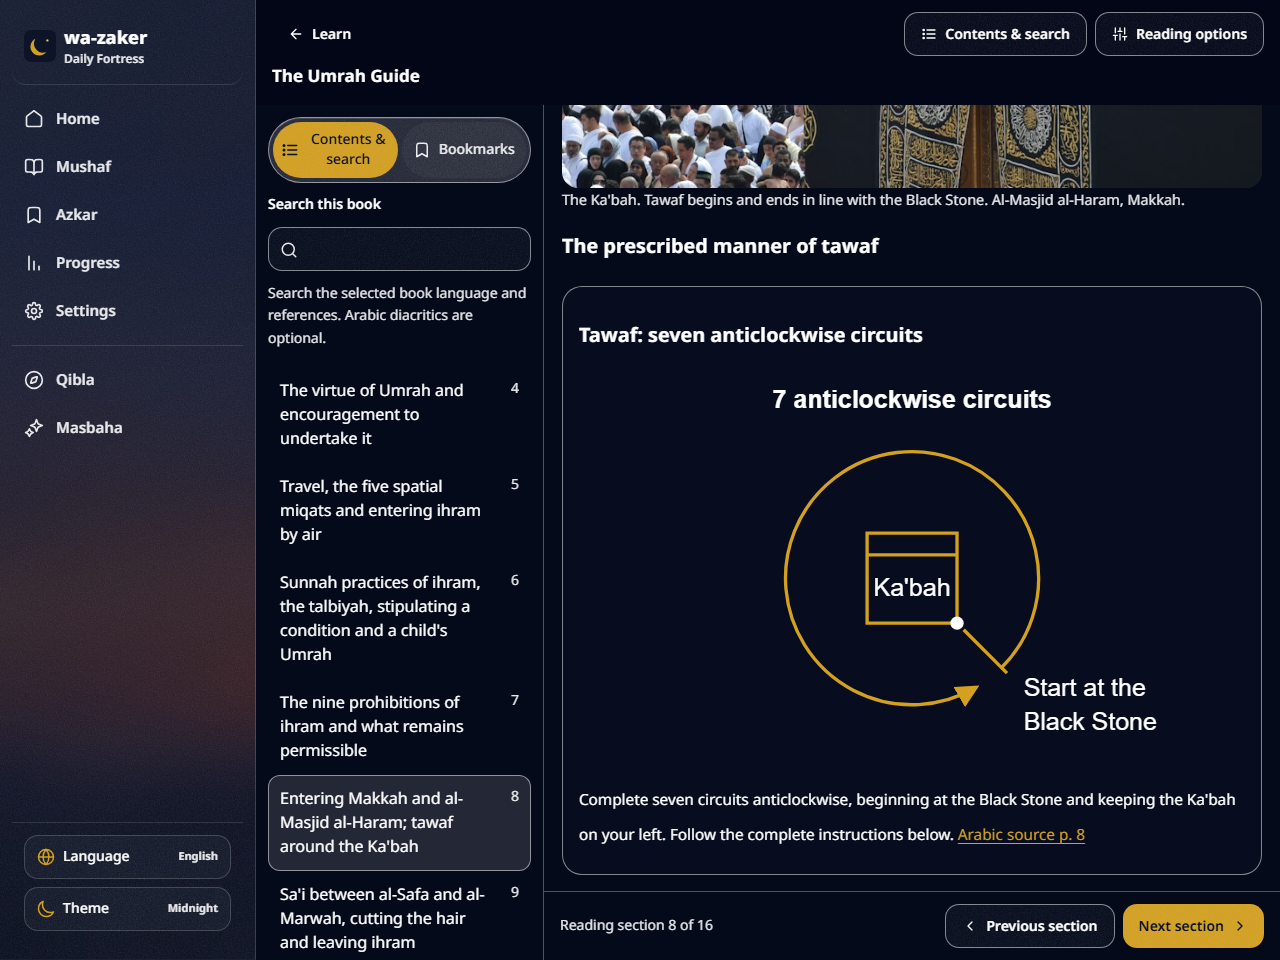 wa-zaker
Daily Fortress
Home
Mushaf
Azkar
Progress
Settings
Qibla
Masbaha
Language English
Theme Midnight
Learn
Contents & search
Reading options
The Umrah Guide
Contents &
search
Bookmarks
Search this book
Search the selected book language and
references. Arabic diacritics are
optional.
The virtue of Umrah and 4
encouragement to
undertake it
Travel, the five spatial 5
miqats and entering ihram
by air
Sunnah practices of ihram, 6
the talbiyah, stipulating a
condition and a child's
Umrah
The nine prohibitions of 7
ihram and what remains
permissible
Entering Makkah and al- 8
Masjid al-Haram; tawaf
around the Ka'bah
Sa'i between al-Safa and al- 9
Marwah, cutting the hair
and leaving ihram
The Ka'bah. Tawaf begins and ends in line with the Black Stone. Al-Masjid al-Haram, Makkah.
The prescribed manner of tawaf
Tawaf: seven anticlockwise circuits
7 anticlockwise circuits
Ka'bah
Start at the
Black Stone
Complete seven circuits anticlockwise, beginning at the Black Stone and keeping the Ka'bah
on your left. Follow the complete instructions below. Arabic source p. 8
Reading section 8 of 16
Previous section
Next section